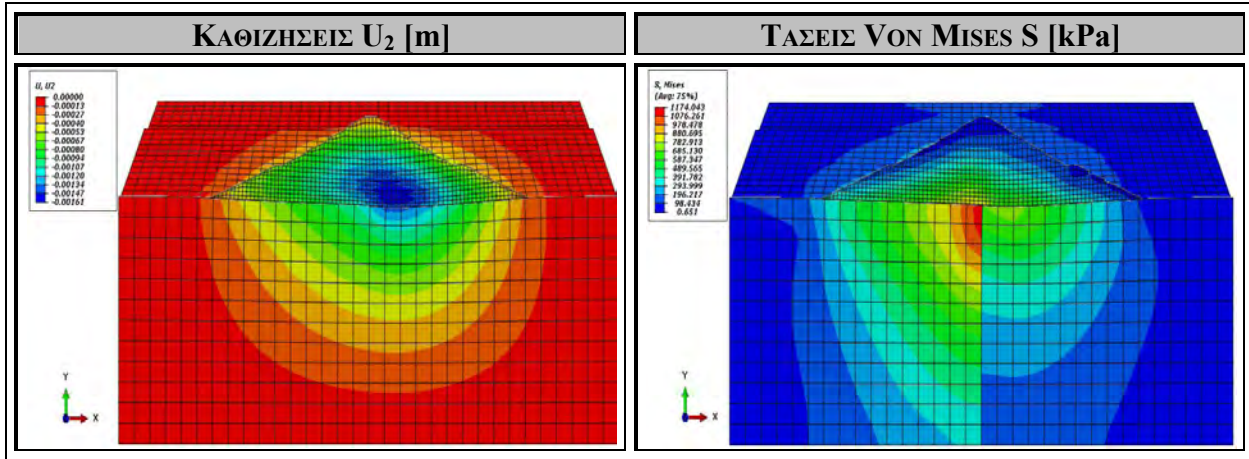 ΚΑΘΙΖΗΣΕΙΣ U₂ [m]
ΤΑΣΕΙΣ VON MISES S [kPa]
U, U2
0.00000
-0.00013
-0.00027
-0.00040
-0.00053
-0.00067
-0.00080
-0.00094
-0.00107
-0.00120
-0.00134
-0.00147
-0.00161
Y
X
S, Mises
(Avg: 75%)
1174.043
1076.261
978.478
880.695
782.913
685.130
587.347
489.565
391.782
293.999
196.217
98.434
0.651
Y
X